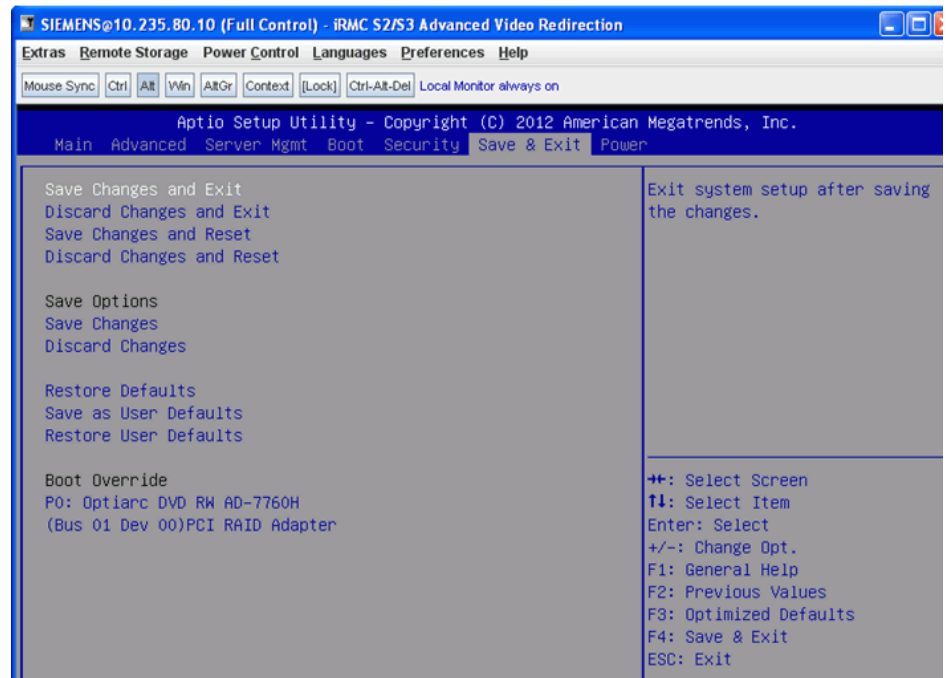 SIEMENS@10.235.80.10 (Full Control) - iRMC S2/S3 Advanced Video Redirection
Extras Remote Storage Power Control Languages Preferences Help
Mouse Sync Ctrl Alt Win AltGr Context [Lock] Ctrl-Alt-Del Local Monitor always on
Aptio Setup Utility - Copyright (C) 2012 American Megatrends, Inc.
Main Advanced Server Mgmt Boot Security Save & Exit Power
Save Changes and Exit
Discard Changes and Exit
Save Changes and Reset
Discard Changes and Reset
Save Options
Save Changes
Discard Changes
Restore Defaults
Save as User Defaults
Restore User Defaults
Boot Override
P0: Optiarc DVD RW AD-7760H
(Bus 01 Dev 00)PCI RAID Adapter
Exit system setup after saving
the changes.
→←: Select Screen
↑↓: Select Item
Enter: Select
+/-: Change Opt.
F1: General Help
F2: Previous Values
F3: Optimized Defaults
F4: Save & Exit
ESC: Exit